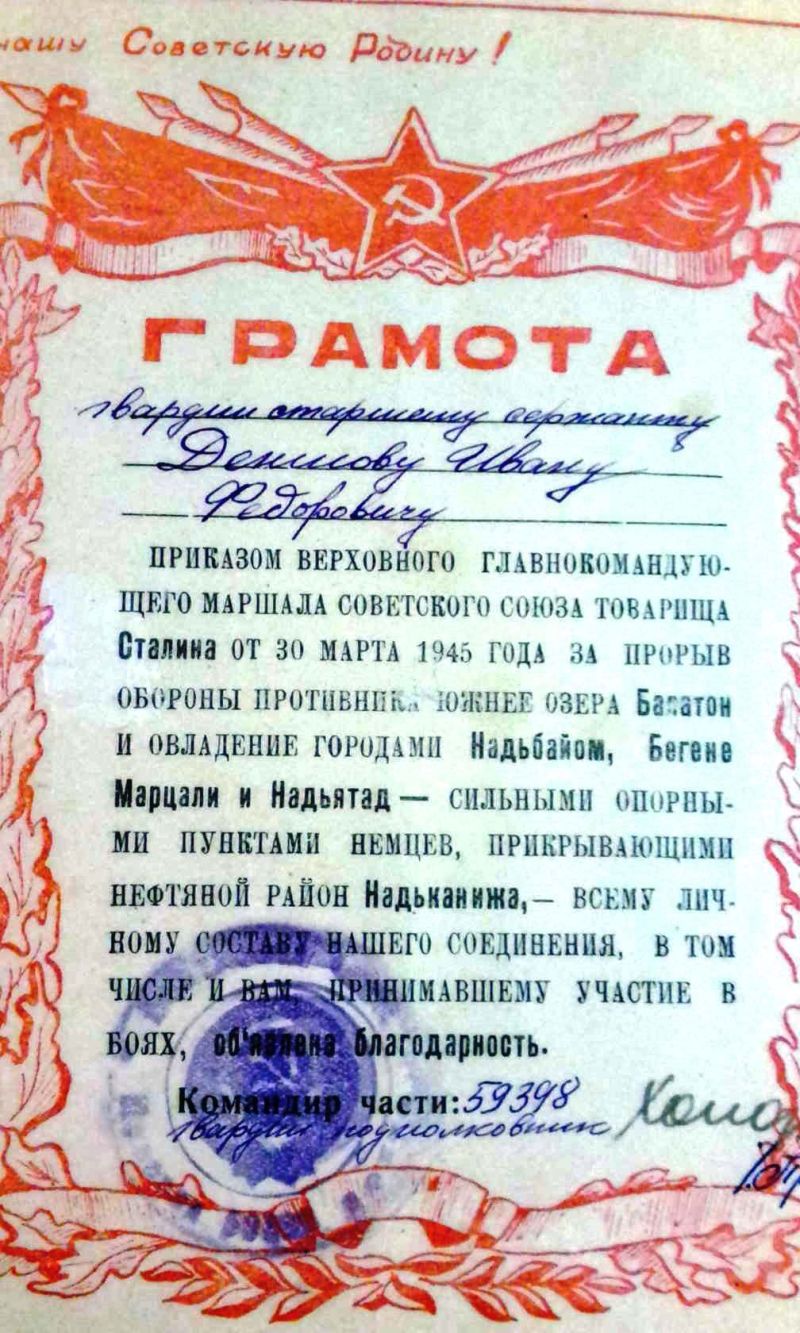 нашу Советскую Родину!
ГРАМОТА
гвардии старшему сержанту
Денисову Ивану
Федоровичу
ПРИКАЗОМ ВЕРХОВНОГО ГЛАВНОКОМАНДУЮ-
ЩЕГО МАРШАЛА СОВЕТСКОГО СОЮЗА ТОВАРИЩА
Сталина ОТ 30 МАРТА 1945 ГОДА ЗА ПРОРЫВ
ОБОРОНЫ ПРОТИВНИКА ЮЖНЕЕ ОЗЕРА Балатон
И ОВЛАДЕНИЕ ГОРОДАМИ Надьбайом, Бегене
Марцали и Надьятад — СИЛЬНЫМИ ОПОРНЫ-
МИ ПУНКТАМИ НЕМЦЕВ, ПРИКРЫВАЮЩИМИ
НЕФТЯНОЙ РАЙОН Надьканижа,— ВСЕМУ ЛИЧ-
НОМУ СОСТАВУ НАШЕГО СОЕДИНЕНИЯ, В ТОМ
ЧИСЛЕ И ВАМ, ПРИНИМАВШЕМУ УЧАСТИЕ В
БОЯХ, об'явлена благодарность.
Командир части: 59398
гвардии подполковник